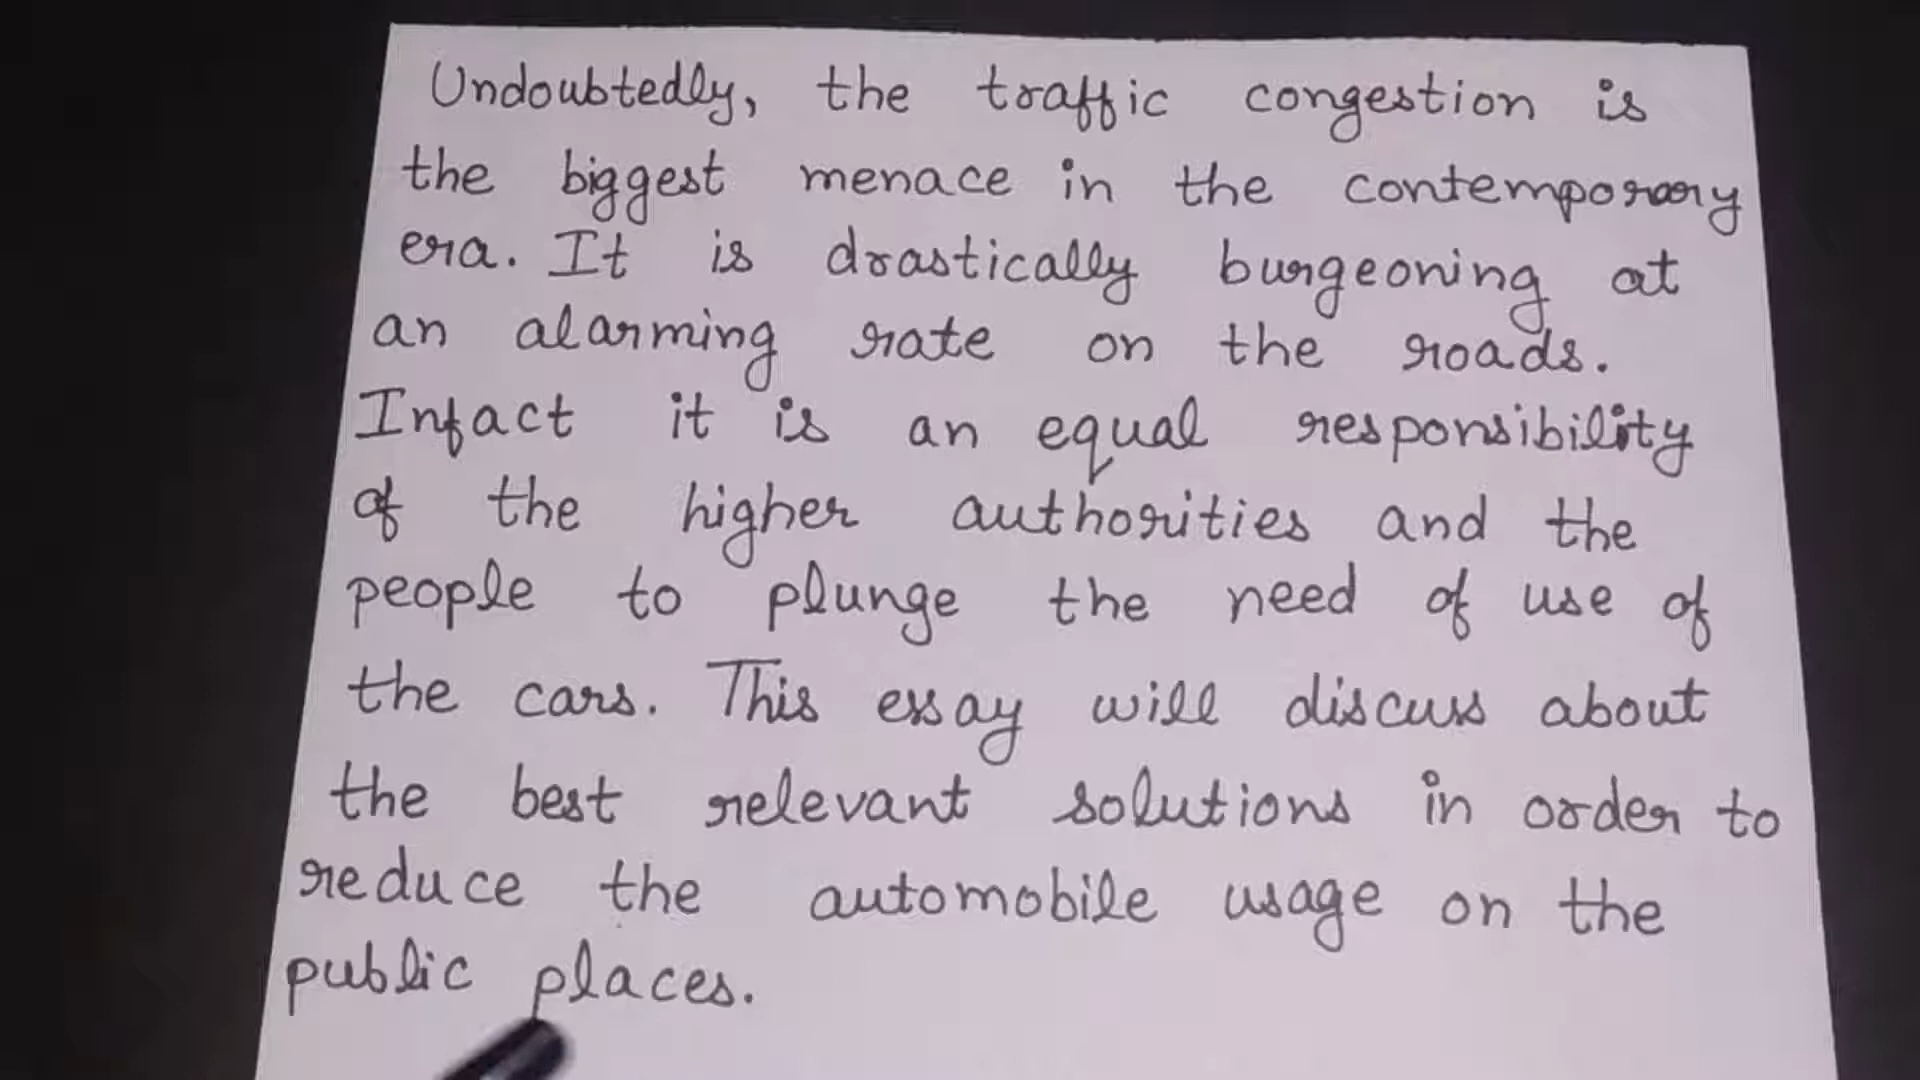 Undoubtedly, the traffic congestion is
the biggest menace in the contemporary
era. It is drastically burgeoning at
an alarming rate on the roads.
Infact it is an equal responsibility
of the higher authorities and the
people to plunge the need of use of
the cars. This essay will discuss about
the best relevant solutions in order to
reduce the automobile usage on the
public places.